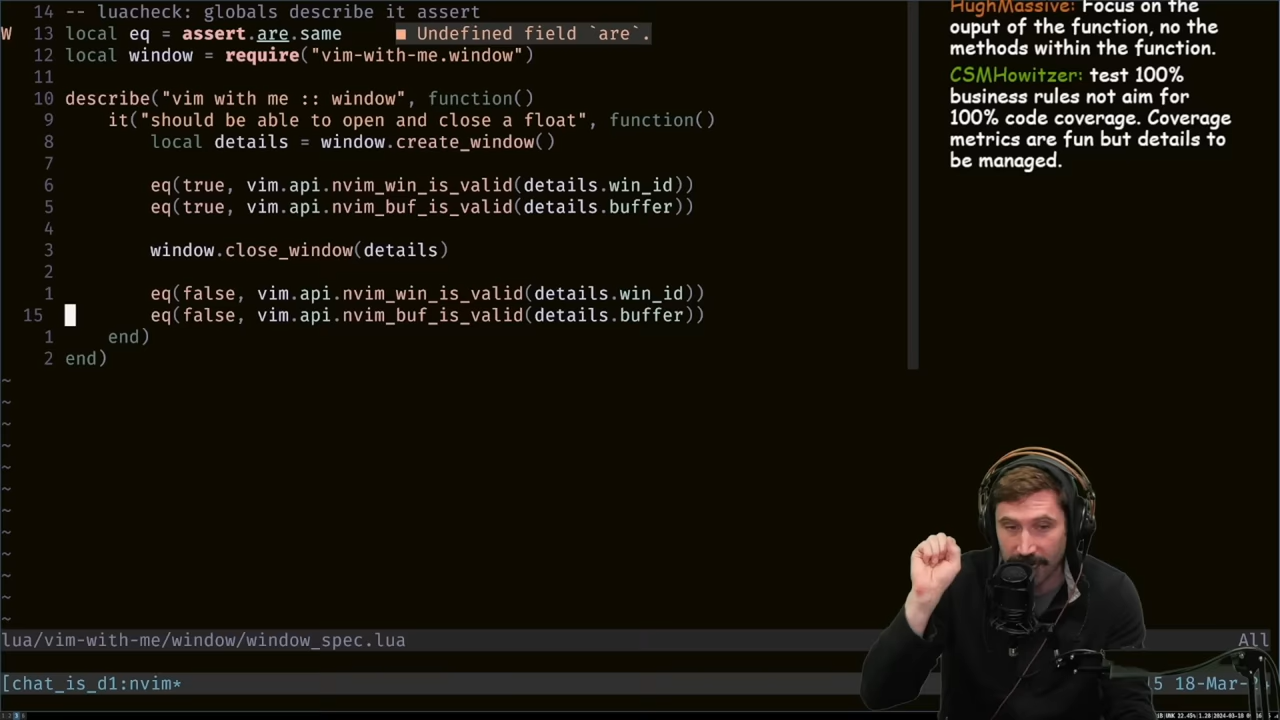 14 -- luacheck: globals describe it assert
W 13 local eq = assert.are.same ■ Undefined field `are`.
12 local window = require("vim-with-me.window")
11
10 describe("vim with me :: window", function()
9 it("should be able to open and close a float", function()
8 local details = window.create_window()
7
6 eq(true, vim.api.nvim_win_is_valid(details.win_id))
5 eq(true, vim.api.nvim_buf_is_valid(details.buffer))
4
3 window.close_window(details)
2
1 eq(false, vim.api.nvim_win_is_valid(details.win_id))
15 eq(false, vim.api.nvim_buf_is_valid(details.buffer))
1 end)
2 end)
~
~
~
~
~
~
~
~
~
~
~
~
lua/vim-with-me/window/window_spec.lua All
[chat_is_d1:nvim* 5 18-Mar-
HughMassive: Focus on the
ouput of the function, no the
methods within the function.
CSMHowitzer: test 100%
business rules not aim for
100% code coverage. Coverage
metrics are fun but details to
be managed.